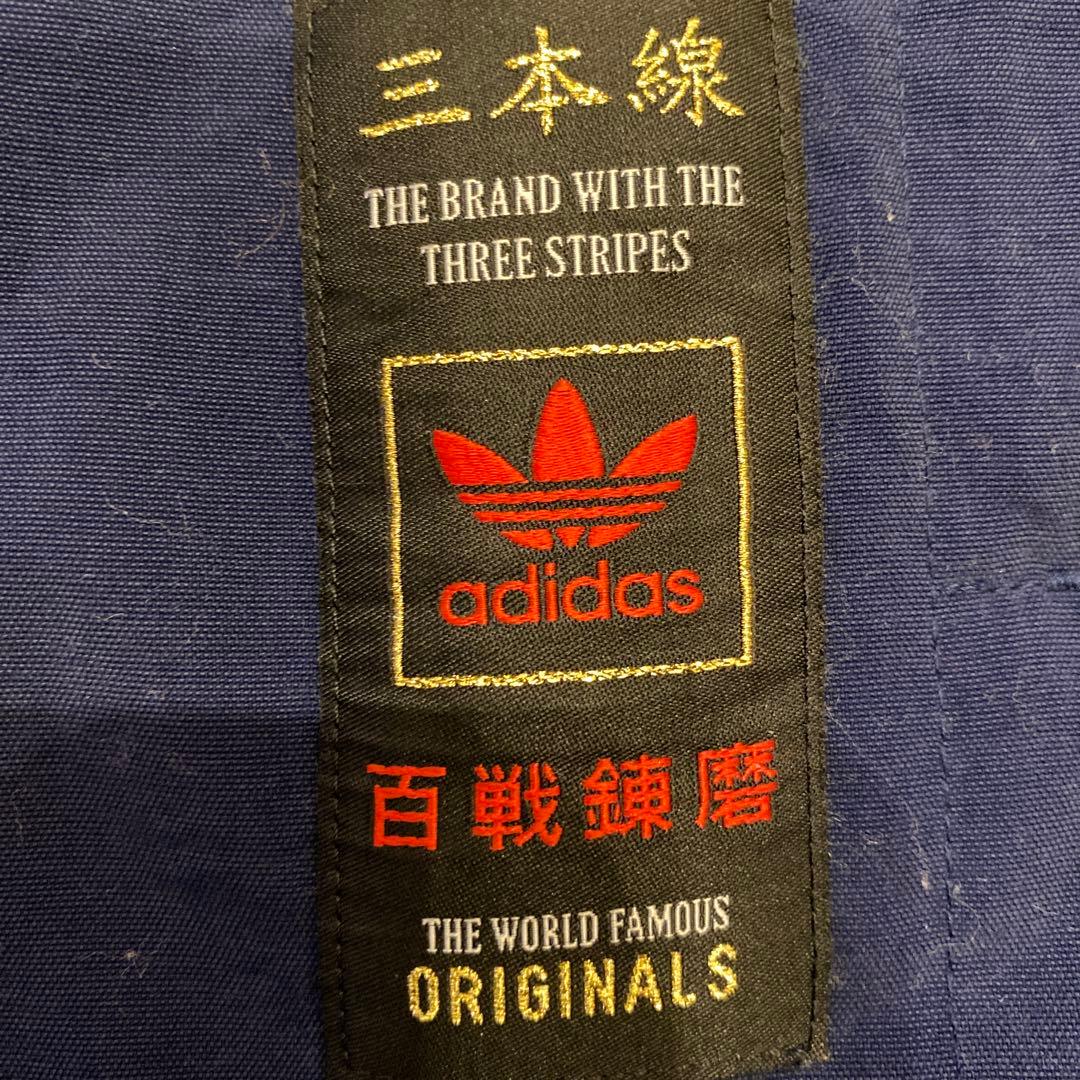 三本線
THE BRAND WITH THE
THREE STRIPES
adidas
百戦錬磨
THE WORLD FAMOUS
ORIGINALS